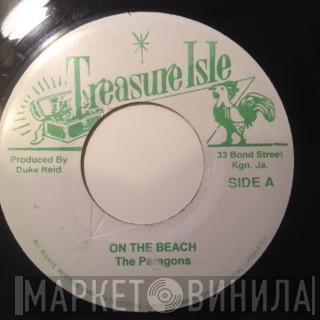 Treasure Isle
Produced By
Duke Reid
33 Bond Street
Kgn. Ja.
SIDE A
ON THE BEACH
The Paragons
МАРКЕТ ВИНИЛА